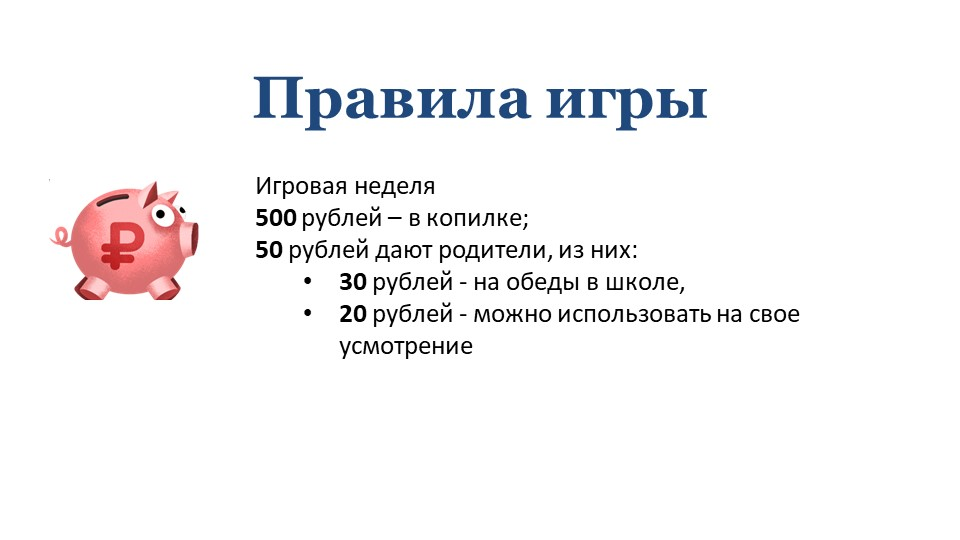 Правила игры
Игровая неделя
500 рублей – в копилке;
50 рублей дают родители, из них:
• 30 рублей - на обеды в школе,
• 20 рублей - можно использовать на свое
усмотрение
₽